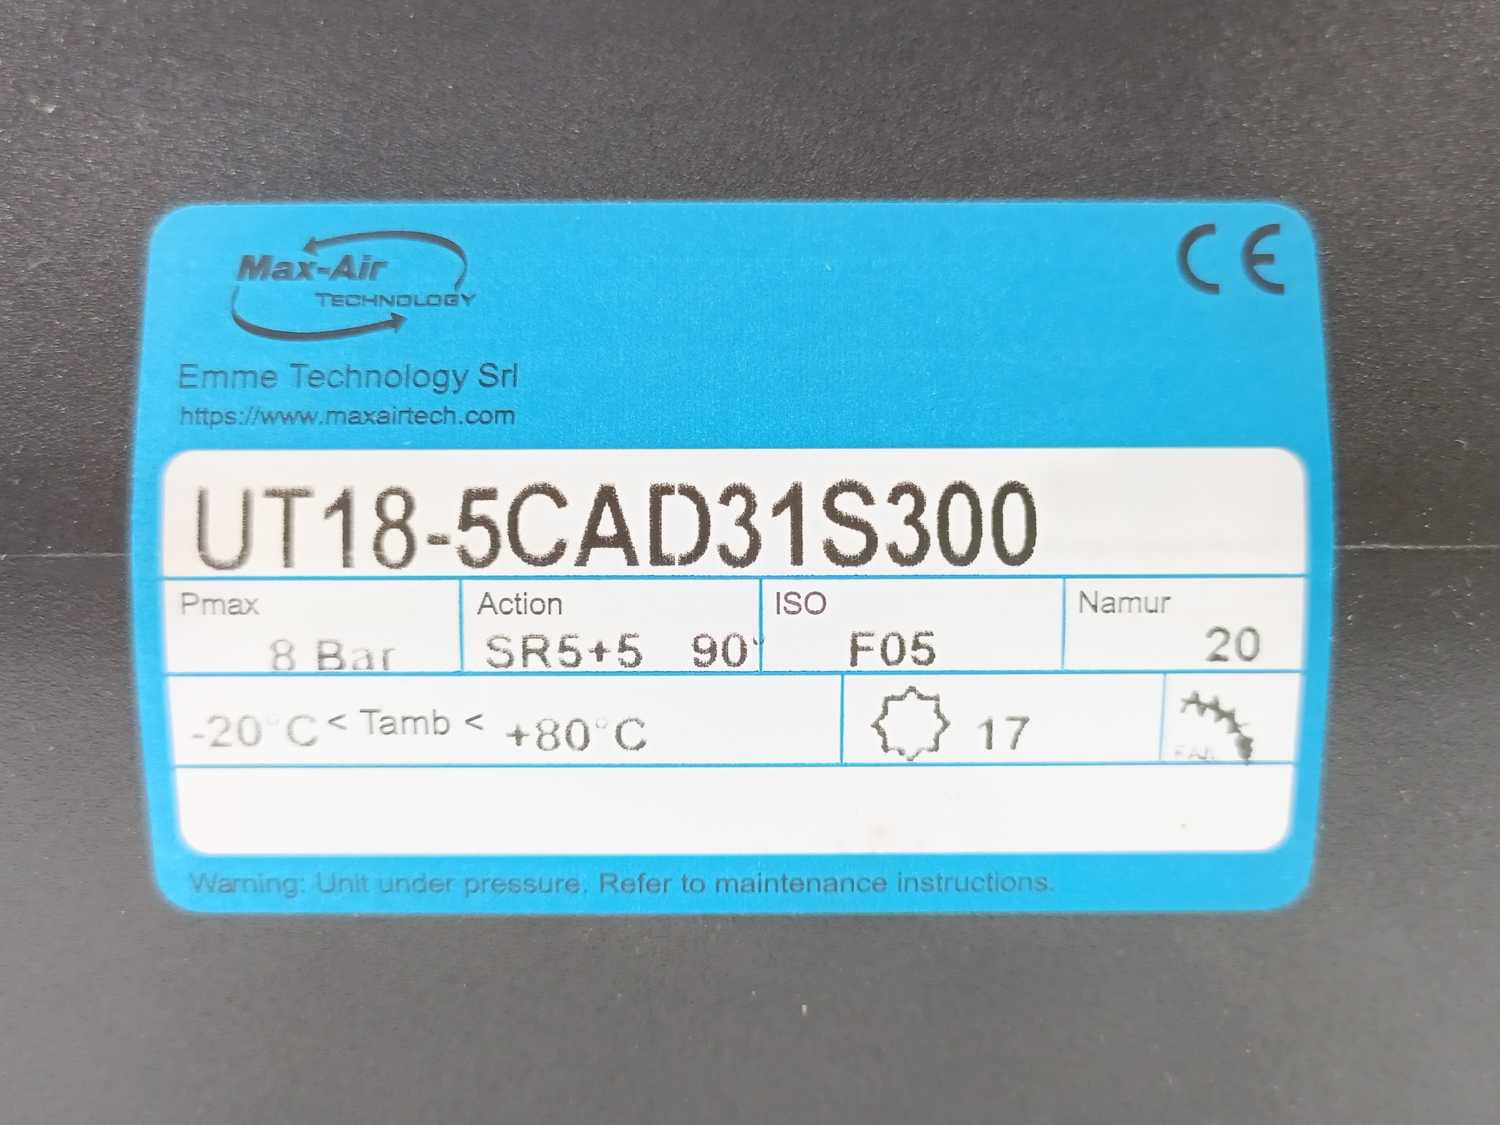 Max-Air
TECHNOLOGY
CE
Emme Technology Srl
https://www.maxairtech.com
UT18-5CAD31S300
Pmax Action ISO Namur
8 Bar SR5+5 90° F05 20
-20°C < Tamb < +80°C 17
Warning: Unit under pressure. Refer to maintenance instructions.